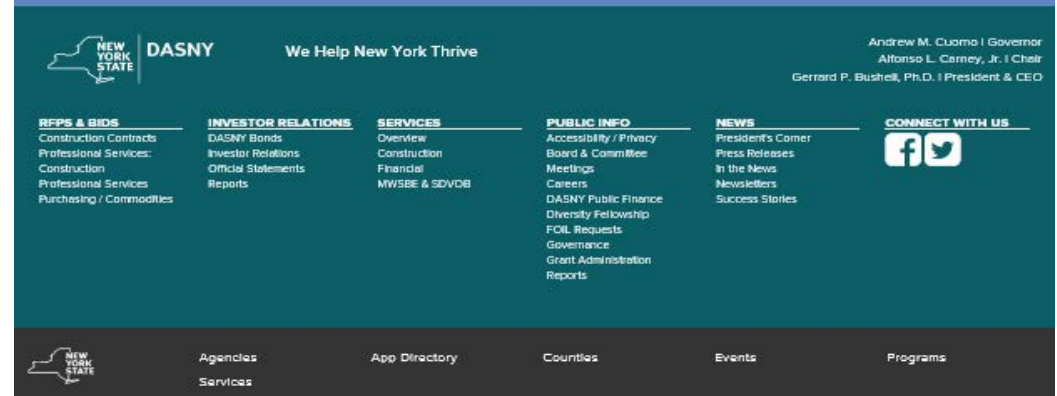 NEW
YORK
STATE
DASNY
We Help New York Thrive
Andrew M. Cuomo | Governor
Alfonso L. Carney, Jr. | Chair
Gerrard P. Bushell, Ph.D. | President & CEO
RFPS & BIDS
Construction Contracts
Professional Services:
Construction
Professional Services
Purchasing / Commodities
INVESTOR RELATIONS
DASNY Bonds
Investor Relations
Official Statements
Reports
SERVICES
Overview
Construction
Financial
MWSBE & SDVOB
PUBLIC INFO
Accessibility / Privacy
Board & Committee
Meetings
Careers
DASNY Public Finance
Diversity Fellowship
FOIL Requests
Governance
Grant Administration
Reports
NEWS
President's Corner
Press Releases
In the News
Newsletters
Success Stories
CONNECT WITH US
NEW
YORK
STATE
Agencies
App Directory
Counties
Events
Programs
Services